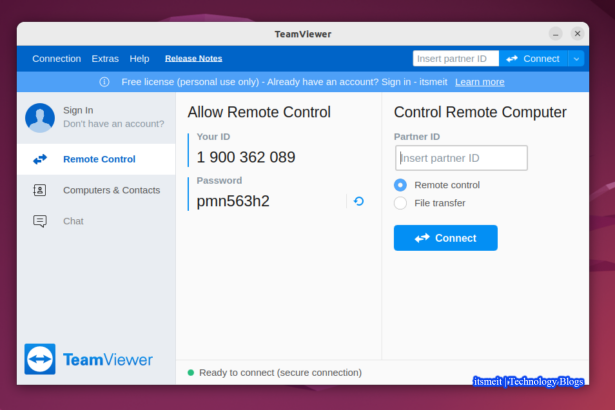 TeamViewer
Connection Extras Help Release Notes Insert partner ID Connect
Free license (personal use only) - Already have an account? Sign in - itsmeit Learn more
Sign In
Don't have an account?
Remote Control
Computers & Contacts
Chat
TeamViewer
Allow Remote Control
Your ID
1 900 362 089
Password
pmn563h2
Control Remote Computer
Partner ID
Insert partner ID
Remote control
File transfer
Connect
Ready to connect (secure connection)
itsmeit | Technology Blogs